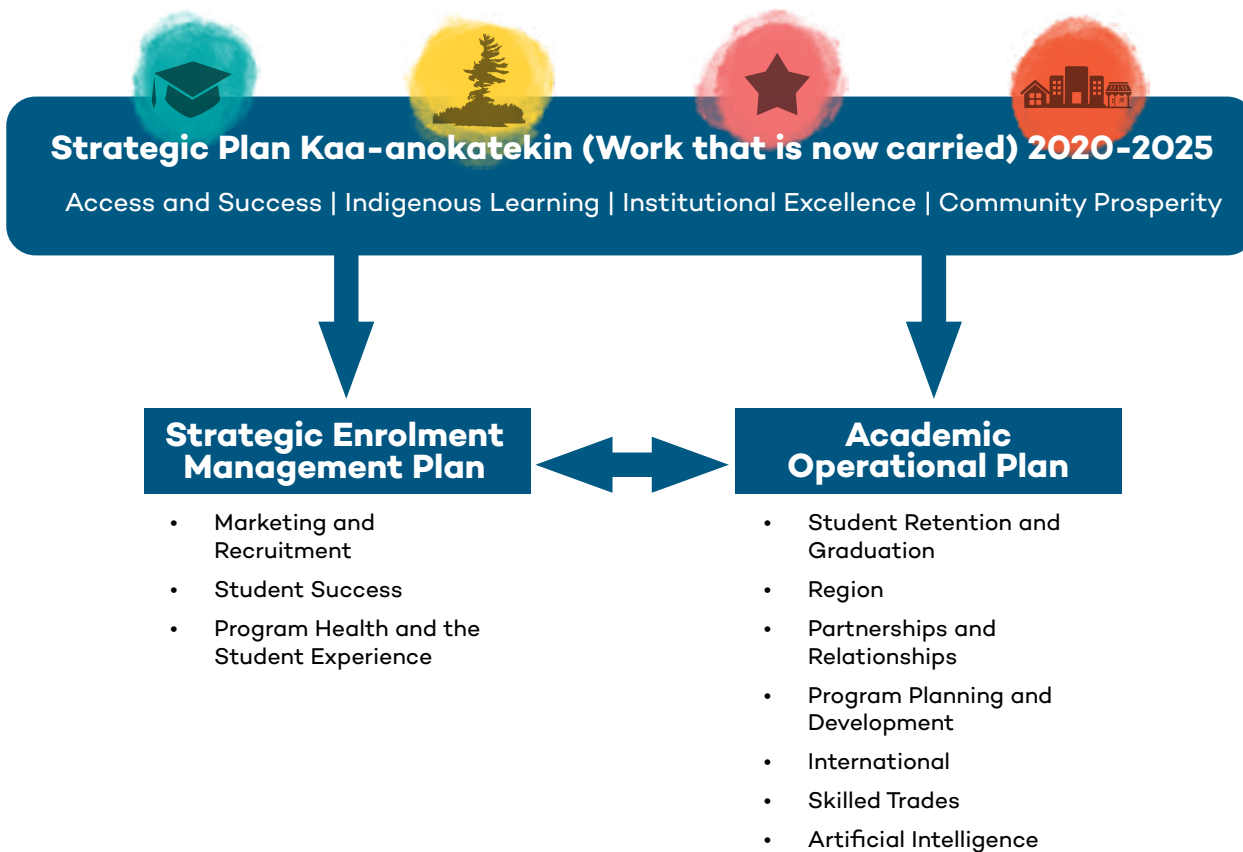 Strategic Plan Kaa-anokatekin (Work that is now carried) 2020-2025
Access and Success | Indigenous Learning | Institutional Excellence | Community Prosperity
Strategic Enrolment
Management Plan
• Marketing and
Recruitment
• Student Success
• Program Health and the
Student Experience
Academic
Operational Plan
• Student Retention and
Graduation
• Region
• Partnerships and
Relationships
• Program Planning and
Development
• International
• Skilled Trades
• Artificial Intelligence